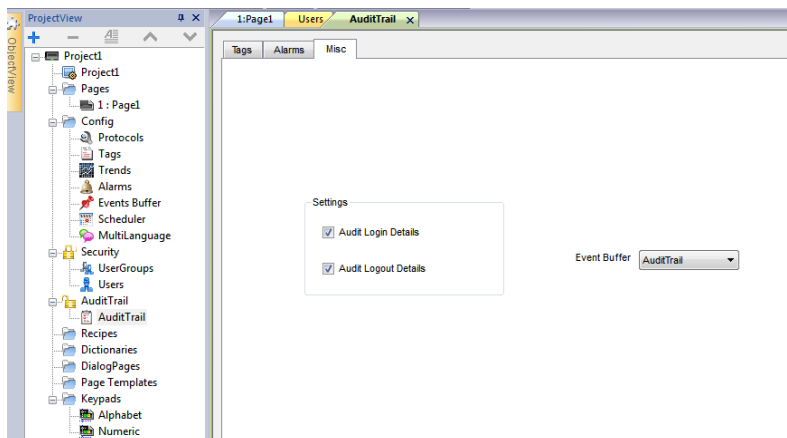 ObjectView
ProjectView
Project1
Project1
Pages
1 : Page1
Config
Protocols
Tags
Trends
Alarms
Events Buffer
Scheduler
MultiLanguage
Security
UserGroups
Users
AuditTrail
AuditTrail
Recipes
Dictionaries
DialogPages
Page Templates
Keypads
Alphabet
Numeric
1:Page1 Users AuditTrail x
Tags Alarms Misc
Settings
Audit Login Details
Audit Logout Details
Event Buffer AuditTrail